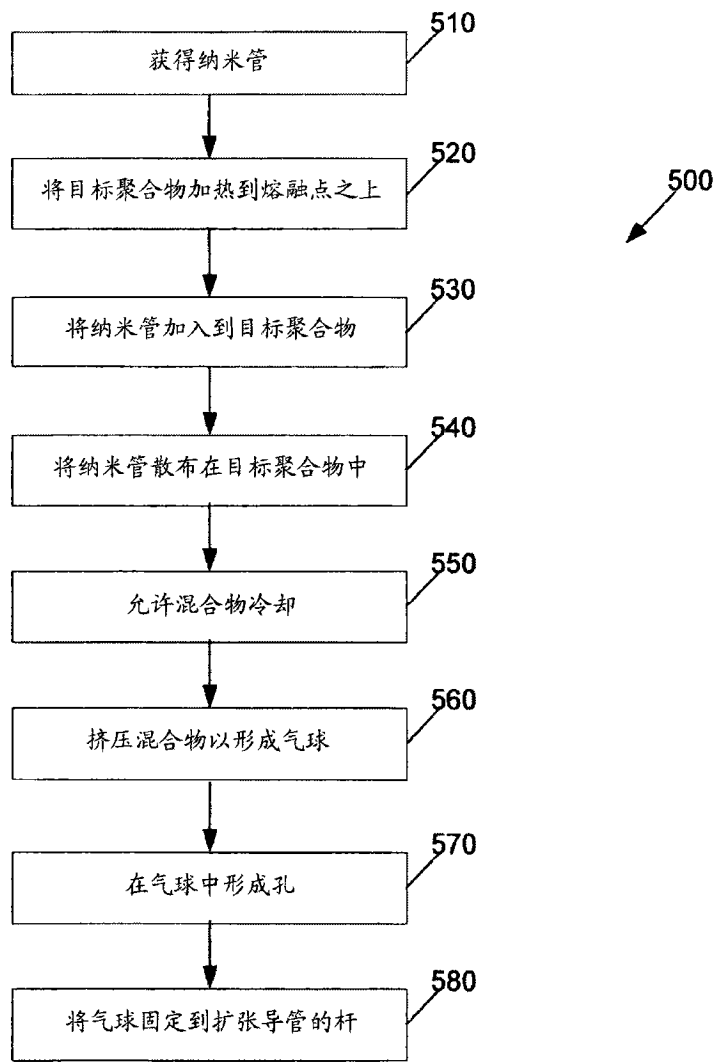 510
获得纳米管
520
将目标聚合物加热到熔融点之上
500
530
将纳米管加入到目标聚合物
540
将纳米管散布在目标聚合物中
550
允许混合物冷却
560
挤压混合物以形成气球
570
在气球中形成孔
580
将气球固定到扩张导管的杆